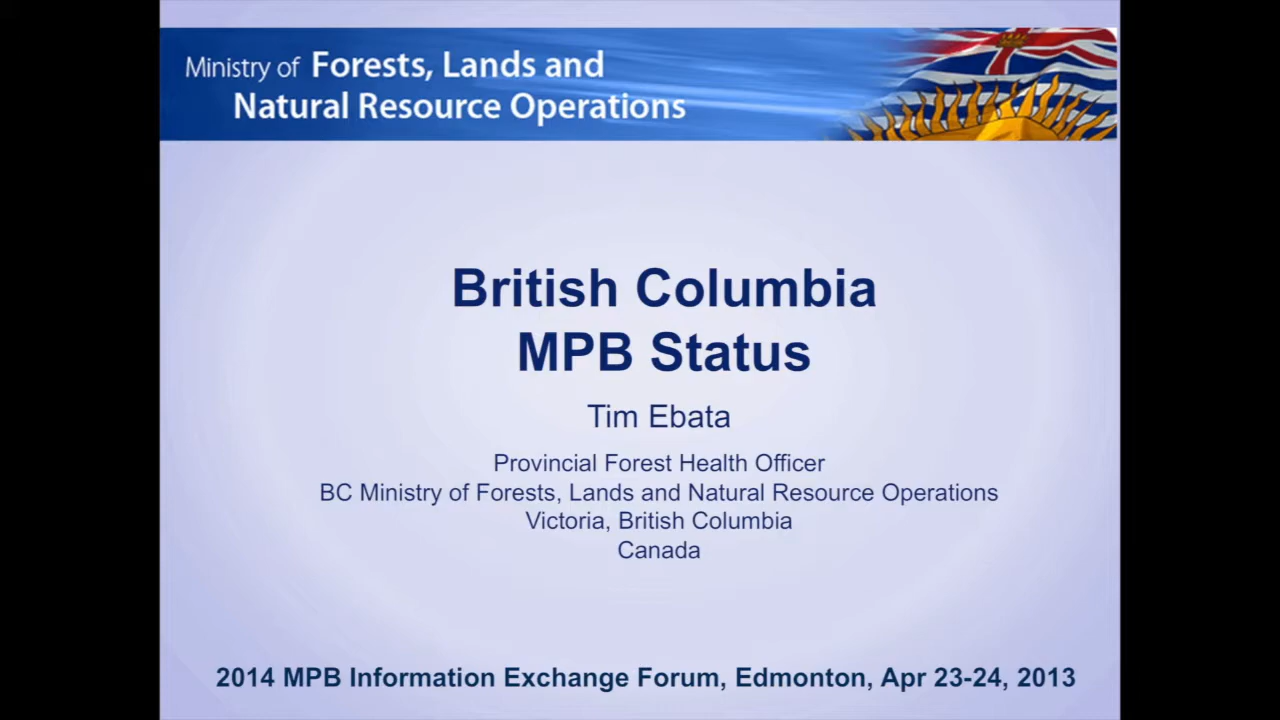 Ministry of Forests, Lands and
Natural Resource Operations
British Columbia
MPB Status
Tim Ebata
Provincial Forest Health Officer
BC Ministry of Forests, Lands and Natural Resource Operations
Victoria, British Columbia
Canada
2014 MPB Information Exchange Forum, Edmonton, Apr 23-24, 2013